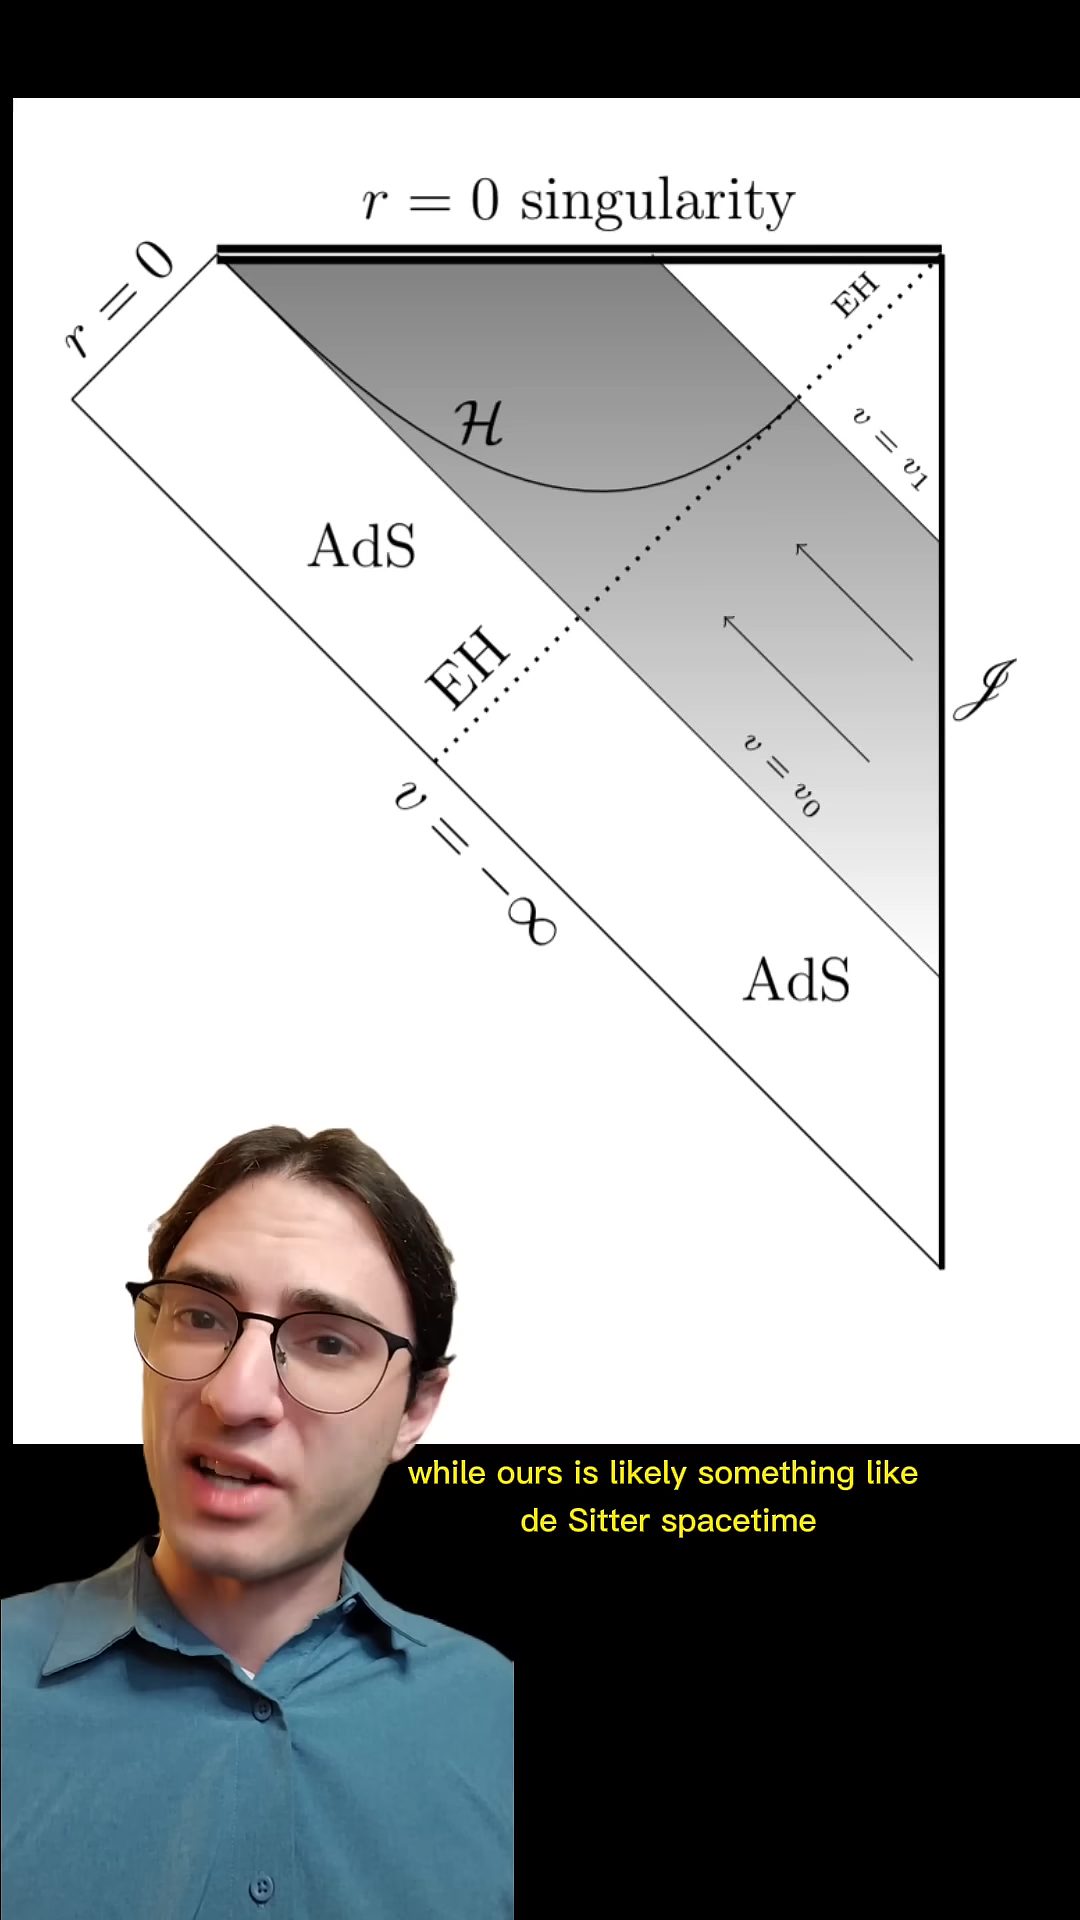 r = 0 singularity
r = 0
EH
ℋ
v = v₁
AdS
EH
𝒥
v = v₀
v = −∞
AdS
while ours is likely something like
de Sitter spacetime